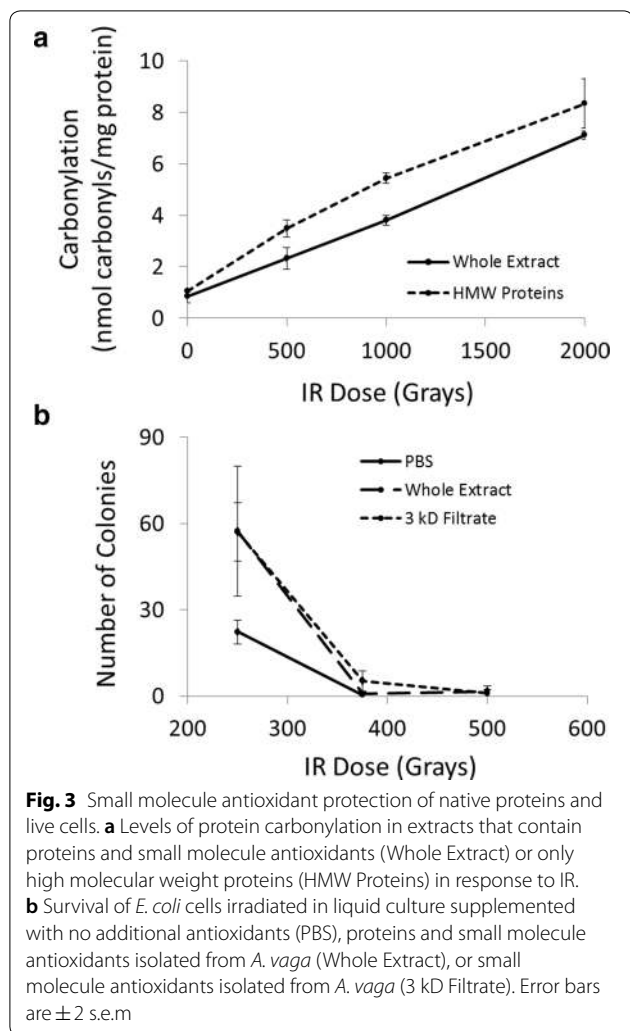 a
10
8
6
4
2
0
Carbonylation
(nmol carbonyls/mg protein)
Whole Extract
HMW Proteins
0 500 1000 1500 2000
IR Dose (Grays)
b
90
60
30
0
Number of Colonies
PBS
Whole Extract
3 kD Filtrate
200 300 400 500 600
IR Dose (Grays)
Fig. 3 Small molecule antioxidant protection of native proteins and
live cells. a Levels of protein carbonylation in extracts that contain
proteins and small molecule antioxidants (Whole Extract) or only
high molecular weight proteins (HMW Proteins) in response to IR.
b Survival of E. coli cells irradiated in liquid culture supplemented
with no additional antioxidants (PBS), proteins and small molecule
antioxidants isolated from A. vaga (Whole Extract), or small
molecule antioxidants isolated from A. vaga (3 kD Filtrate). Error bars
are ± 2 s.e.m